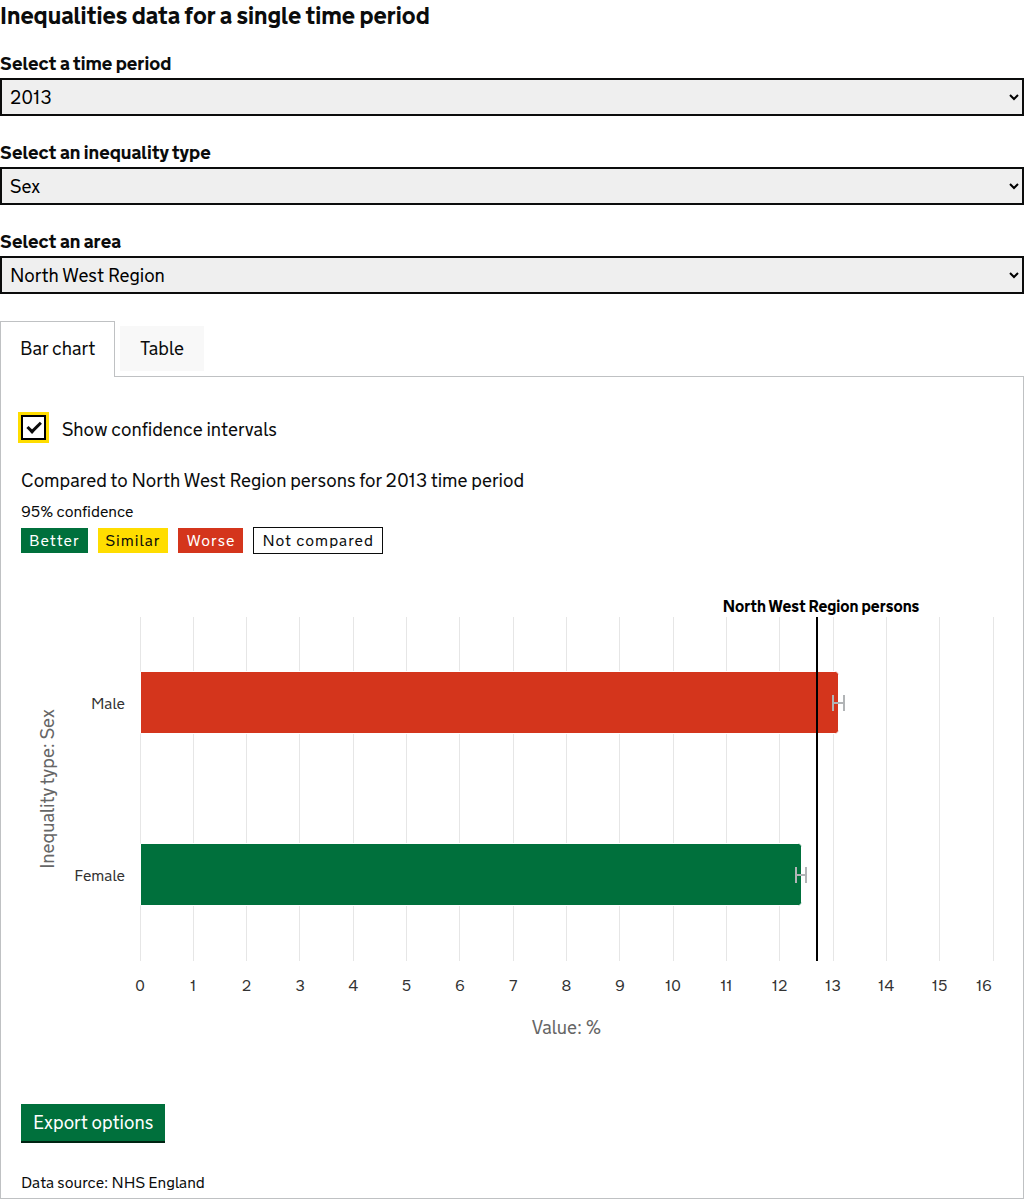 Inequalities data for a single time period
Select a time period
2013
Select an inequality type
Sex
Select an area
North West Region
Bar chart
Table
Show confidence intervals
Compared to North West Region persons for 2013 time period
95% confidence
Better Similar Worse Not compared
North West Region persons
Inequality type: Sex
Male
Female
0 1 2 3 4 5 6 7 8 9 10 11 12 13 14 15 16
Value: %
Export options
Data source: NHS England